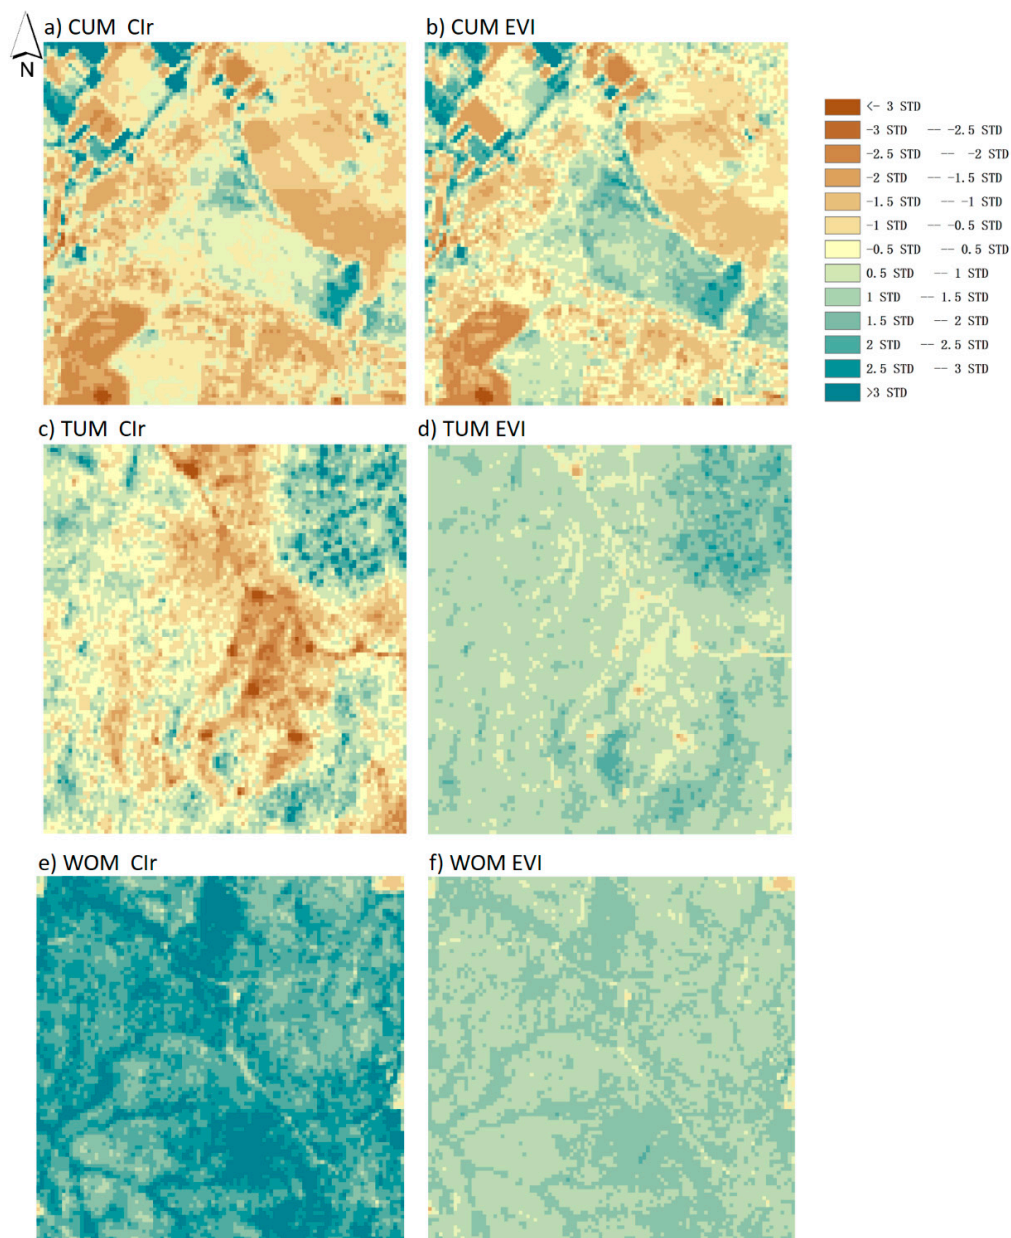 a) CUM CIr
b) CUM EVI
N
<- 3 STD
-3 STD -- -2.5 STD
-2.5 STD -- -2 STD
-2 STD -- -1.5 STD
-1.5 STD -- -1 STD
-1 STD -- -0.5 STD
-0.5 STD -- 0.5 STD
0.5 STD -- 1 STD
1 STD -- 1.5 STD
1.5 STD -- 2 STD
2 STD -- 2.5 STD
2.5 STD -- 3 STD
>3 STD
c) TUM CIr
d) TUM EVI
e) WOM CIr
f) WOM EVI